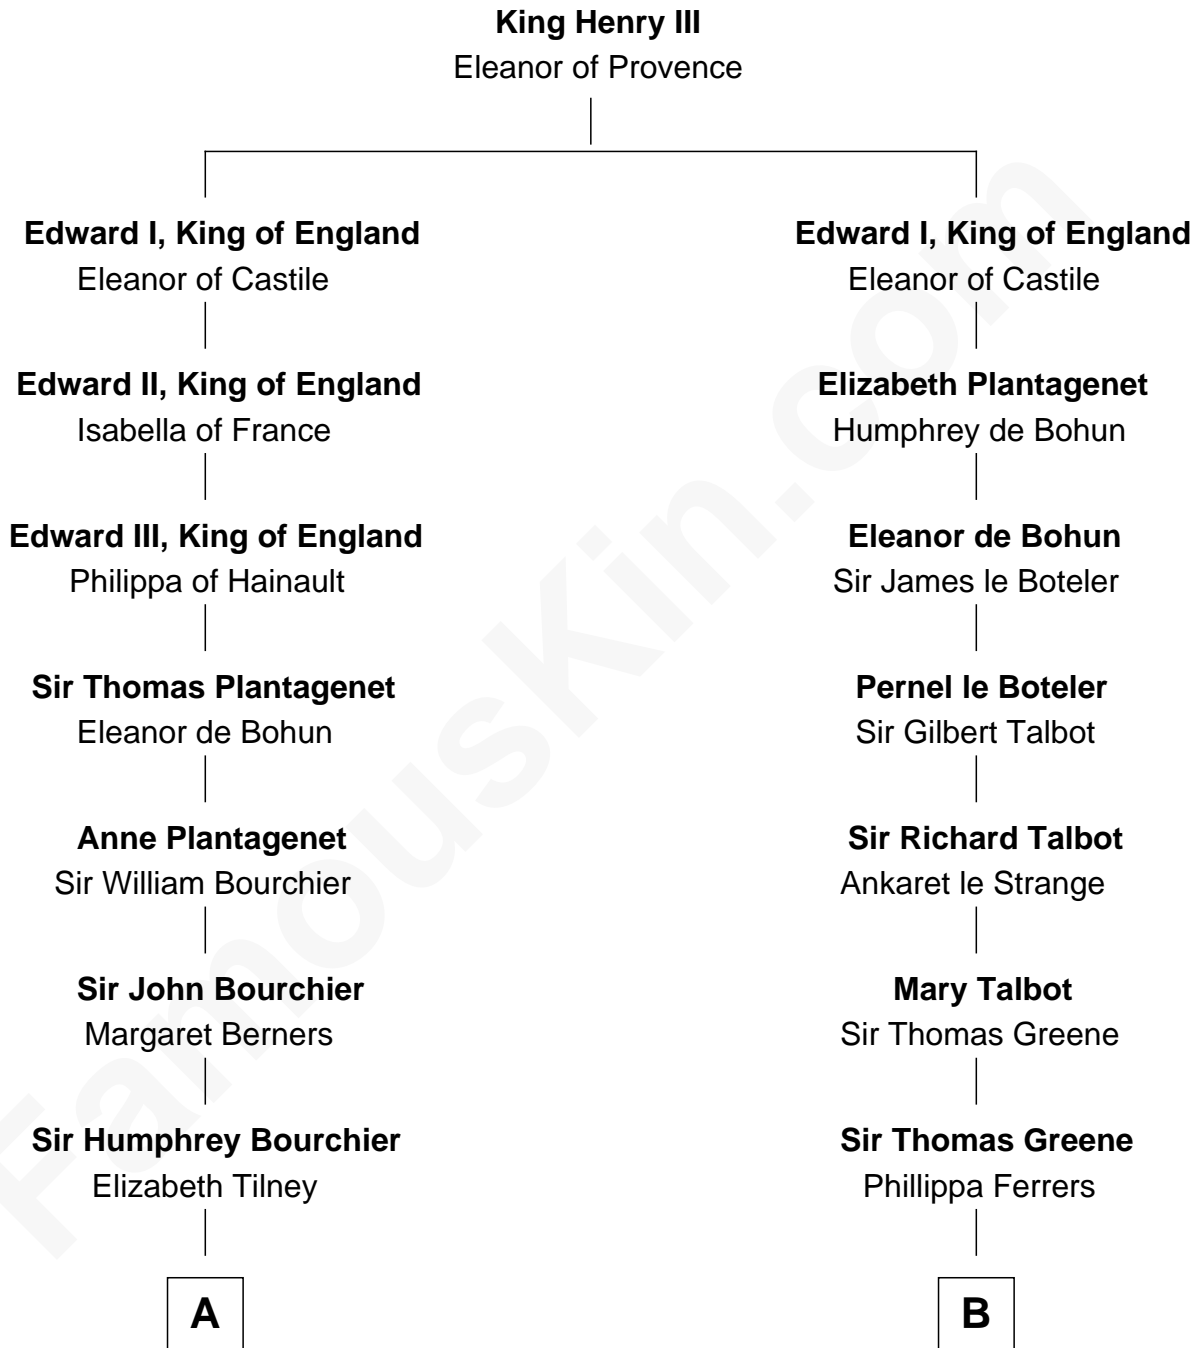 King Henry III
Eleanor of Provence
Edward I, King of England
Eleanor of Castile
Edward II, King of England
Isabella of France
Edward III, King of England
Philippa of Hainault
Sir Thomas Plantagenet
Eleanor de Bohun
Anne Plantagenet
Sir William Bourchier
Sir John Bourchier
Margaret Berners
Sir Humphrey Bourchier
Elizabeth Tilney
A
Edward I, King of England
Eleanor of Castile
Elizabeth Plantagenet
Humphrey de Bohun
Eleanor de Bohun
Sir James le Boteler
Pernel le Boteler
Sir Gilbert Talbot
Sir Richard Talbot
Ankaret le Strange
Mary Talbot
Sir Thomas Greene
Sir Thomas Greene
Phillippa Ferrers
B
FamousKin.com